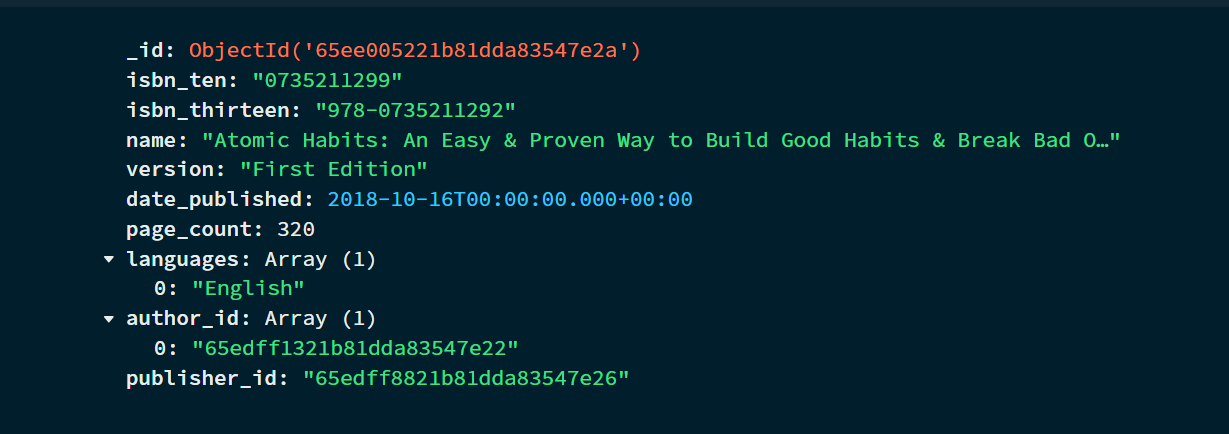 _id: ObjectId('65ee005221b81dda83547e2a')
isbn_ten: "0735211299"
isbn_thirteen: "978-0735211292"
name: "Atomic Habits: An Easy & Proven Way to Build Good Habits & Break Bad O…"
version: "First Edition"
date_published: 2018-10-16T00:00:00.000+00:00
page_count: 320
languages: Array (1)
0: "English"
author_id: Array (1)
0: "65edff1321b81dda83547e22"
publisher_id: "65edff8821b81dda83547e26"